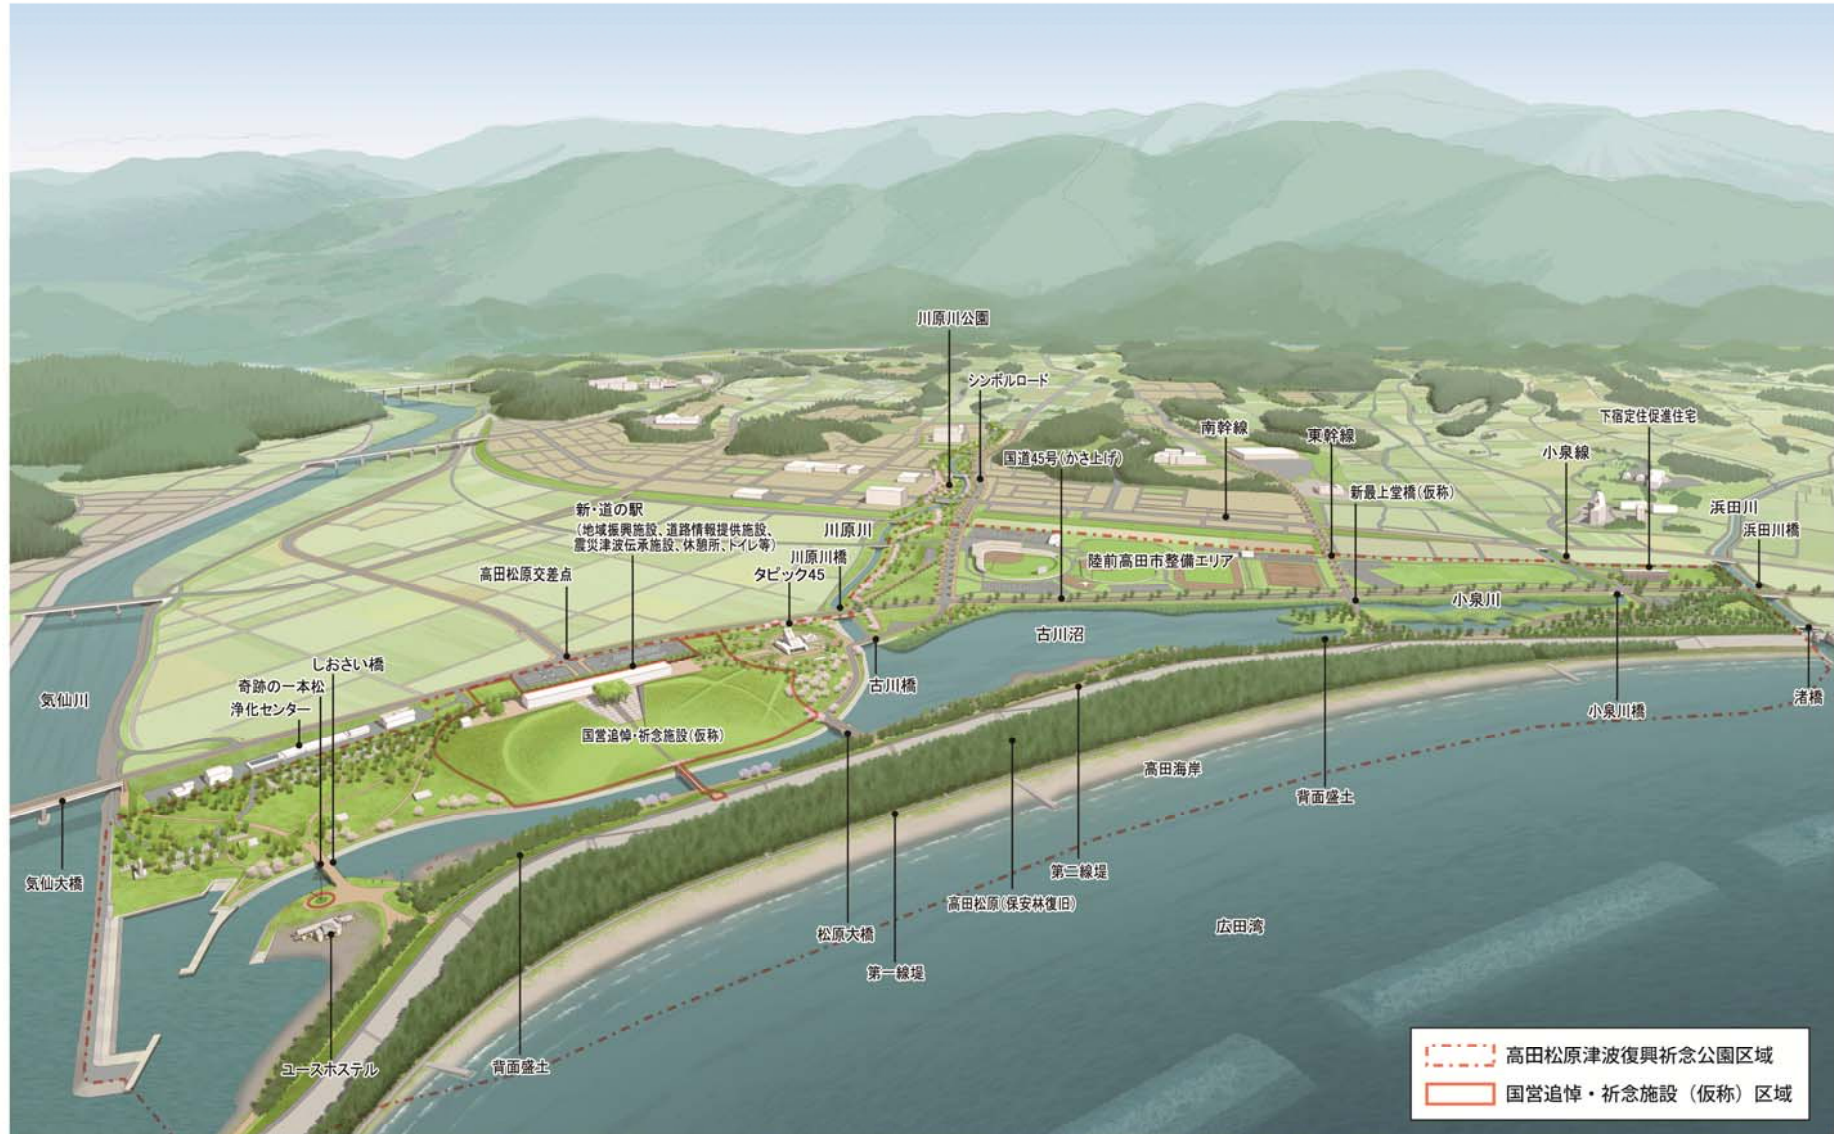 川原川公園
シンボルロード
南幹線
東幹線
下宿定住促進住宅
小泉線
国道45号(かさ上げ)
新最上堂橋(仮称)
浜田川
浜田川橋
新・道の駅
(地域振興施設、道路情報提供施設、
震災津波伝承施設、休憩所、トイレ等)
川原川
川原川橋
タピック45
高田松原交差点
陸前高田市整備エリア
小泉川
古川沼
しおさい橋
奇跡の一本松
浄化センター
気仙川
古川橋
国営追悼・祈念施設(仮称)
小泉川橋
渚橋
高田海岸
背面盛土
気仙大橋
第二線堤
高田松原(保安林復旧)
松原大橋
広田湾
第一線堤
ユースホステル
背面盛土
高田松原津波復興祈念公園区域
国営追悼・祈念施設（仮称）区域